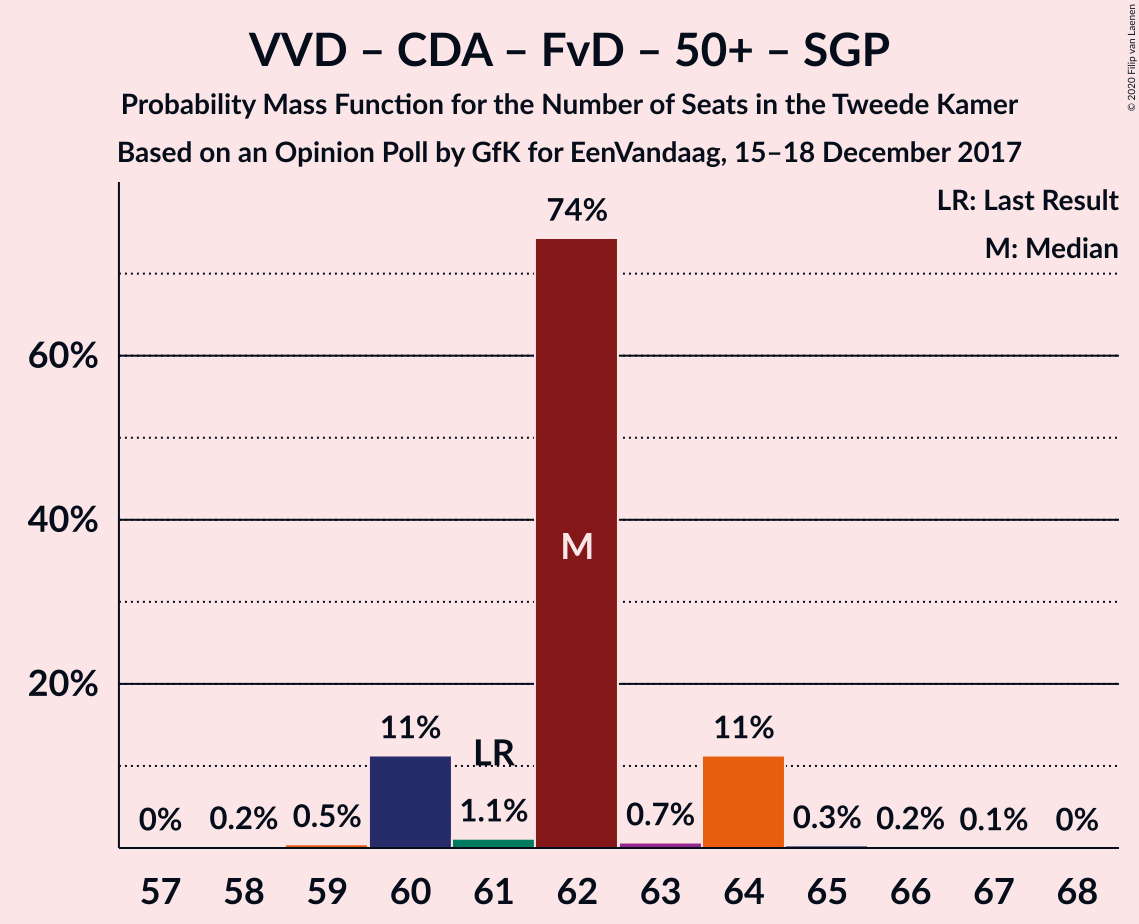 VVD – CDA – FvD – 50+ – SGP
Probability Mass Function for the Number of Seats in the Tweede Kamer
Based on an Opinion Poll by GfK for EenVandaag, 15–18 December 2017
© 2020 Filip van Laenen
LR: Last Result
M: Median
60%
40%
20%
0% 0.2% 0.5% 11% 1.1% 74% 0.7% 11% 0.3% 0.2% 0.1% 0%
LR
M
57 58 59 60 61 62 63 64 65 66 67 68